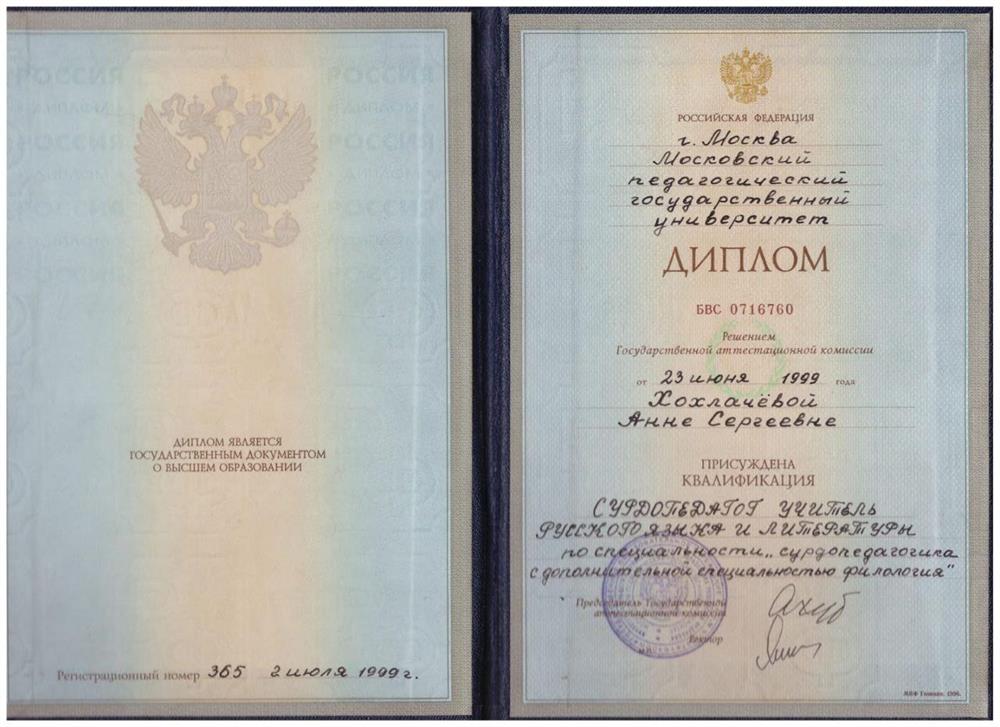 РОССИЯ
РОССИЯ
ДИПЛОМ ЯВЛЯЕТСЯ
ГОСУДАРСТВЕННЫМ ДОКУМЕНТОМ
О ВЫСШЕМ ОБРАЗОВАНИИ
Регистрационный номер 365 2 июля 1999 г.
РОССИЙСКАЯ ФЕДЕРАЦИЯ
г. Москва
Московский
педагогический
государственный
университет
ДИПЛОМ
БВС 0716760
Решением
Государственной аттестационной комиссии
от 23 июня 1999 года
Хохлачёвой
Анне Сергеевне
ПРИСУЖДЕНА
КВАЛИФИКАЦИЯ
СУРДОПЕДАГОГ УЧИТЕЛЬ
РУССКОГО ЯЗЫКА И ЛИТЕРАТУРЫ
по специальности „сурдопедагогика
с дополнительной специальностью филология"
Председатель Государственной
аттестационной комиссии
Ректор